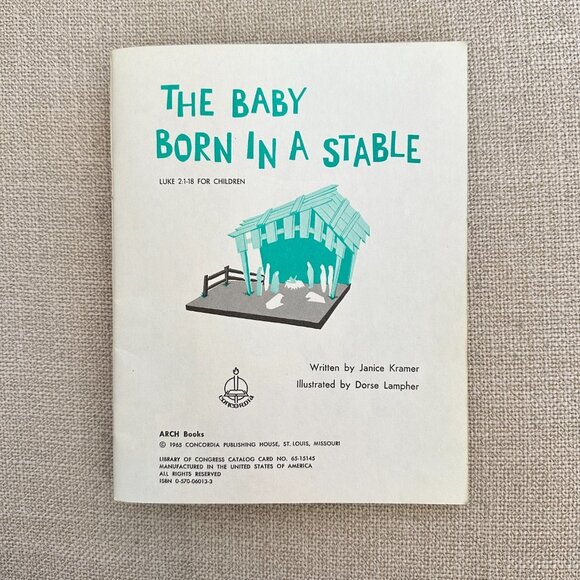 THE BABY
BORN IN A STABLE
LUKE 2:1-18 FOR CHILDREN
Written by Janice Kramer
Illustrated by Dorse Lampher
CONCORDIA
ARCH Books
© 1965 CONCORDIA PUBLISHING HOUSE, ST. LOUIS, MISSOURI
LIBRARY OF CONGRESS CATALOG CARD NO. 65-15145
MANUFACTURED IN THE UNITED STATES OF AMERICA
ALL RIGHTS RESERVED
ISBN 0-570-06013-3